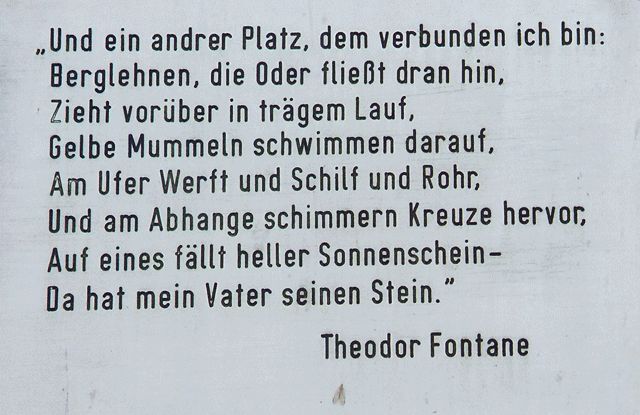 „Und ein andrer Platz, dem verbunden ich bin:
Berglehnen, die Oder fließt dran hin,
Zieht vorüber in trägem Lauf,
Gelbe Mummeln schwimmen darauf,
Am Ufer Werft und Schilf und Rohr,
Und am Abhange schimmern Kreuze hervor,
Auf eines fällt heller Sonnenschein–
Da hat mein Vater seinen Stein.”
Theodor Fontane